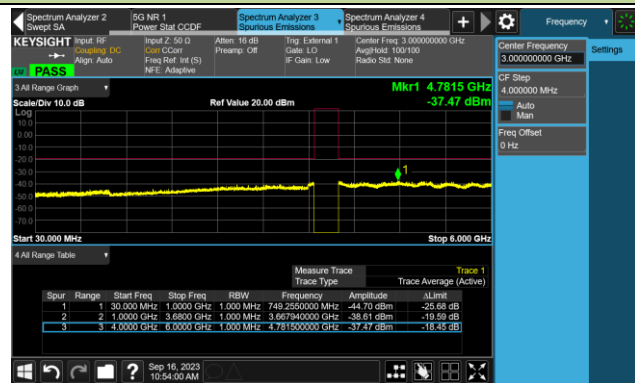 Spectrum Analyzer 2
Swept SA
5G NR 1
Power Stat CCDF
Spectrum Analyzer 3
Spurious Emissions
Spectrum Analyzer 4
Spurious Emissions
+
Frequency
KEYSIGHT
Input: RF
Coupling: DC
Align: Auto
Input Z: 50 Ω
Corr CCorr
Freq Ref: Int (S)
NFE: Adaptive
Atten: 16 dB
Preamp: Off
Trig: External 1
Gate: LO
IF Gain: Low
Center Freq: 3.000000000 GHz
Avg|Hold: 100/100
Radio Std: None
PASS
Center Frequency
3.000000000 GHz
Settings
CF Step
4.000000 MHz
Auto
Man
Freq Offset
0 Hz
3 All Range Graph
Mkr1 4.7815 GHz
-37.47 dBm
Scale/Div 10.0 dB
Ref Value 20.00 dBm
Log
10.0
0.00
-10.0
-20.0
-30.0
-40.0
-50.0
-60.0
-70.0
1
Start 30.000 MHz
Stop 6.000 GHz
4 All Range Table
Measure Trace Trace 1
Trace Type Trace Average (Active)
Spur Range Start Freq Stop Freq RBW Frequency Amplitude ΔLimit
1 1 30.000 MHz 1.0000 GHz 1.000 MHz 749.2550000 MHz -44.70 dBm -25.68 dB
2 2 1.0000 GHz 3.6800 GHz 1.000 MHz 3.667940000 GHz -38.61 dBm -19.59 dB
3 3 4.0000 GHz 6.0000 GHz 1.000 MHz 4.781500000 GHz -37.47 dBm -18.45 dB
?
Sep 16, 2023
10:54:00 AM